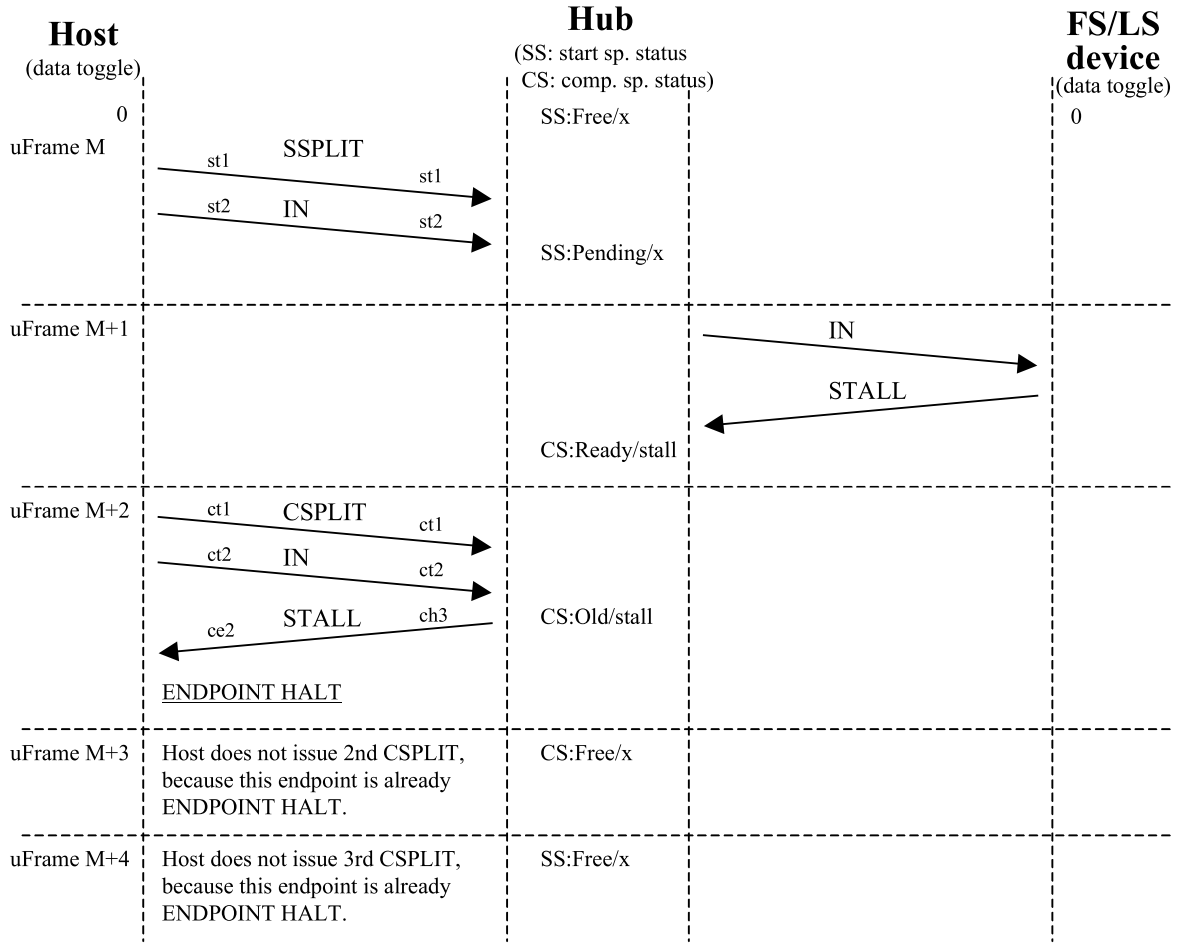 Host
(data toggle)
Hub
(SS: start sp. status
CS: comp. sp. status)
FS/LS
device
(data toggle)
0
SS:Free/x
0
uFrame M
st1
SSPLIT
st1
st2
IN
st2
SS:Pending/x
uFrame M+1
IN
STALL
CS:Ready/stall
uFrame M+2
ct1
CSPLIT
ct1
ct2
IN
ct2
ce2
STALL
ch3
CS:Old/stall
ENDPOINT HALT
uFrame M+3
Host does not issue 2nd CSPLIT,
because this endpoint is already
ENDPOINT HALT.
CS:Free/x
uFrame M+4
Host does not issue 3rd CSPLIT,
because this endpoint is already
ENDPOINT HALT.
SS:Free/x